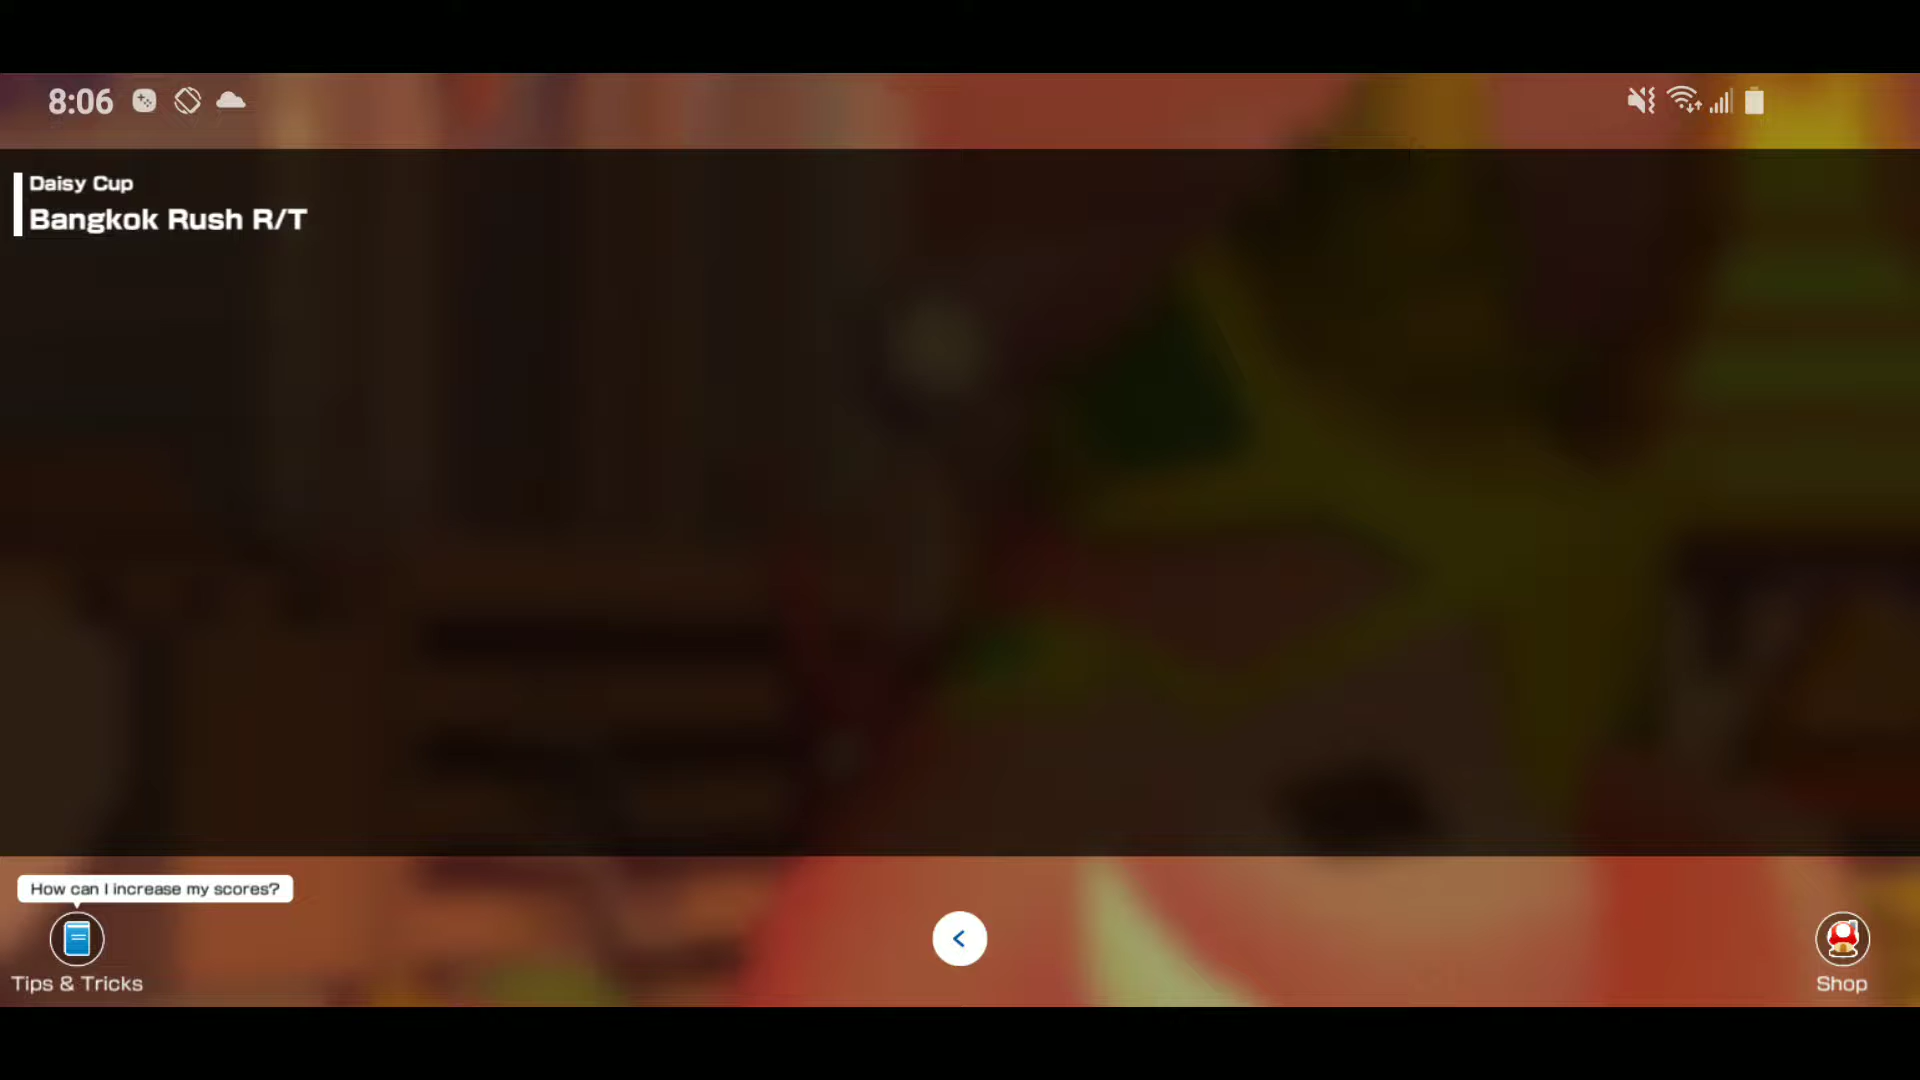 8:06
Daisy Cup
Bangkok Rush R/T
How can I increase my scores?
Tips & Tricks
Shop